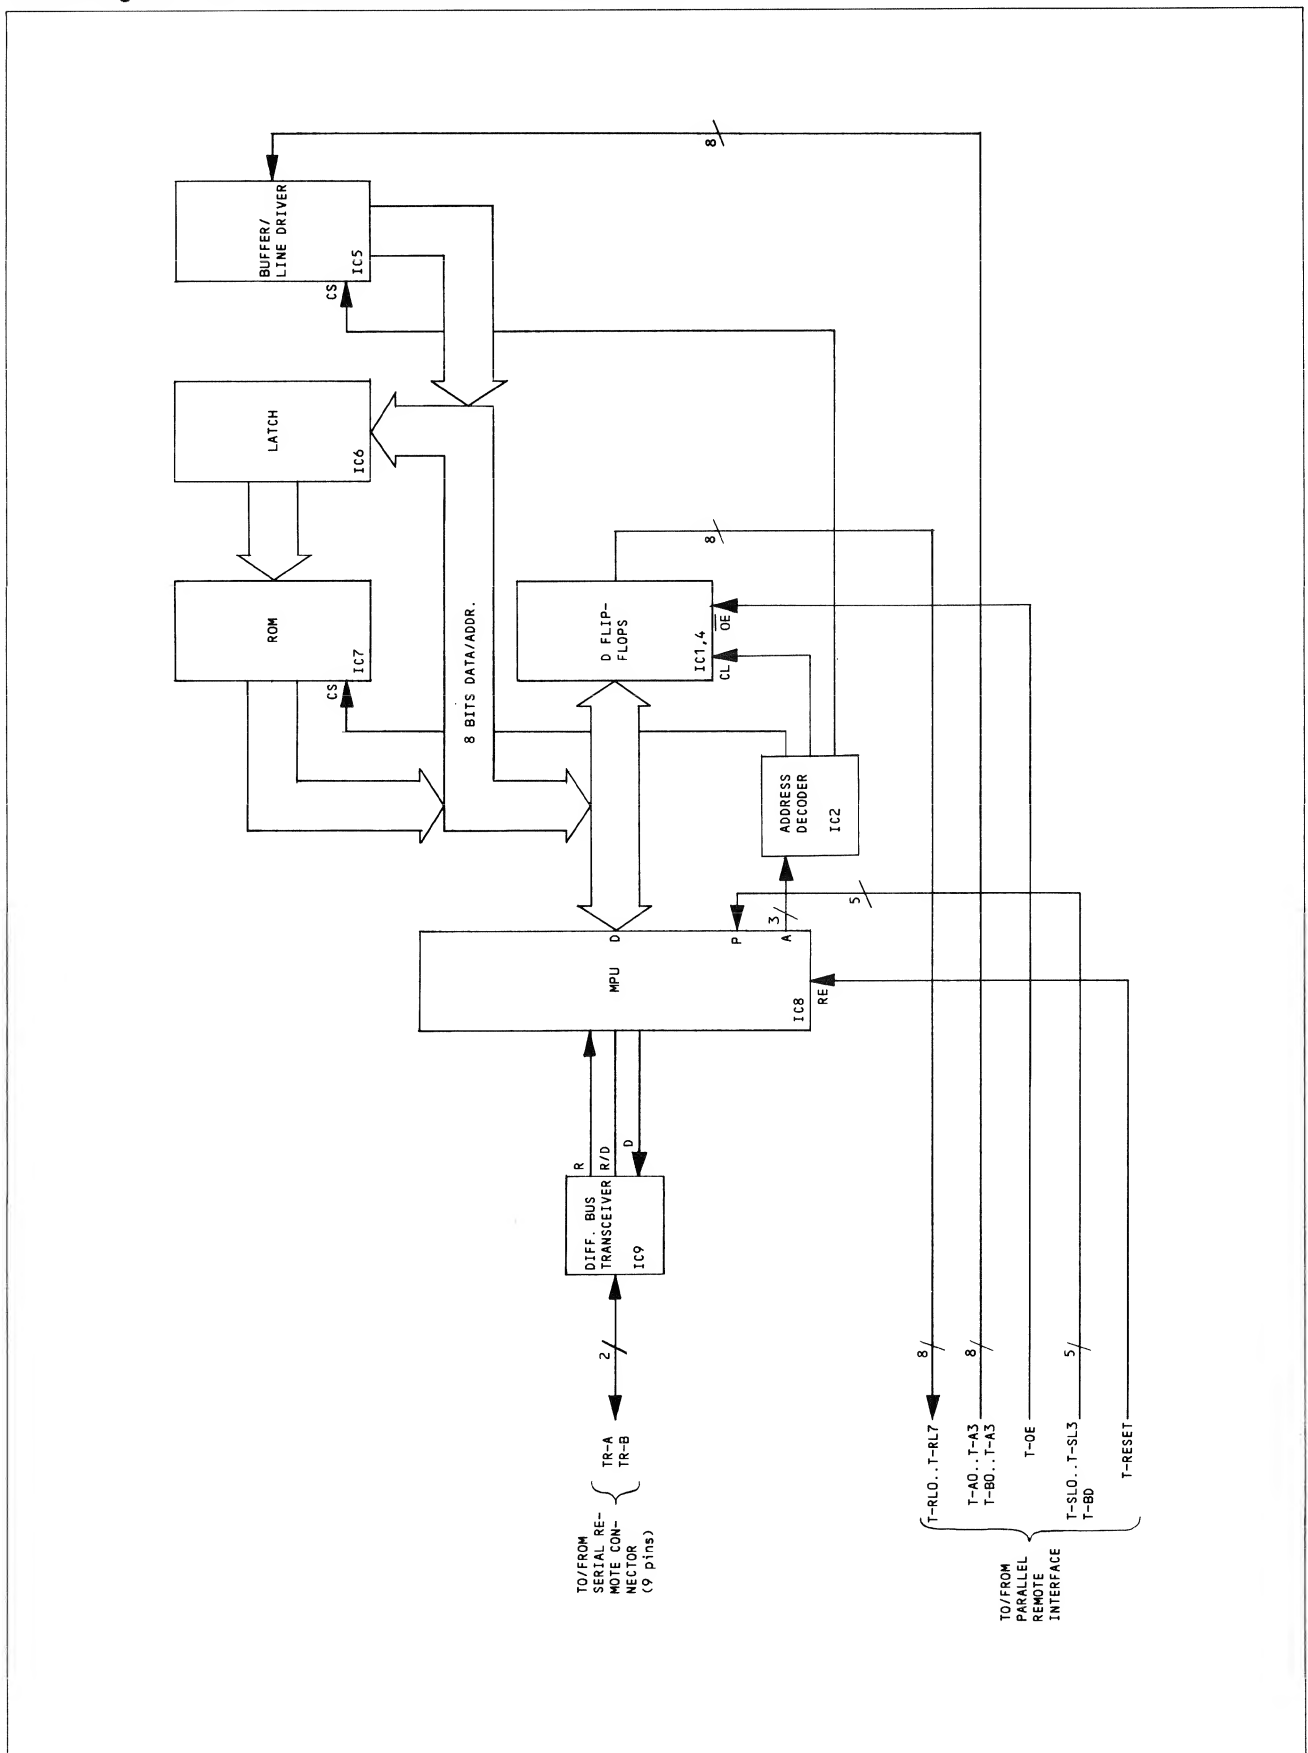 TO/FROM
SERIAL RE-
MOTE CON-
NECTOR
(9 pins)
TR-A
TR-B
2
DIFF. BUS
TRANSCEIVER
IC9
R
R/D
D
MPU
IC8
D
P
A
RE
3
5
ADDRESS
DECODER
IC2
ROM
IC7
CS
8 BITS DATA/ADDR.
D FLIP-
FLOPS
IC1,4
CL
OE
8
LATCH
IC6
BUFFER/
LINE DRIVER
IC5
CS
8
TO/FROM
PARALLEL
REMOTE
INTERFACE
T-RL0..T-RL7
8
T-A0..T-A3
T-B0..T-A3
8
T-OE
T-SL0..T-SL3
T-BD
5
T-RESET